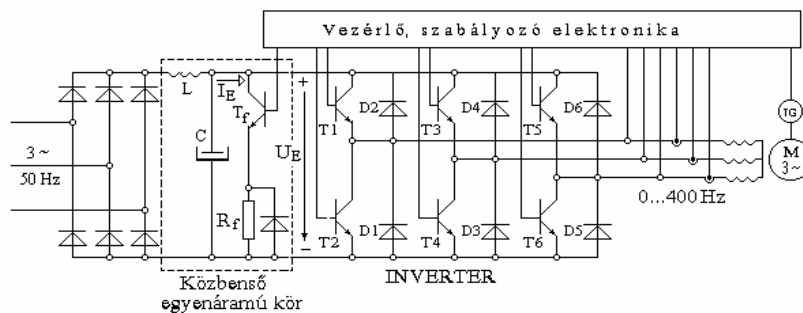 Vezérlő, szabályozó elektronika
L
I_E
T_f
C
U_E
+
−
R_f
3 ~
50 Hz
T1
D2
T3
D4
T5
D6
T2
D1
T4
D3
T6
D5
TG
M
3 ~
0...400 Hz
INVERTER
Közbenső
egyenáramú kör